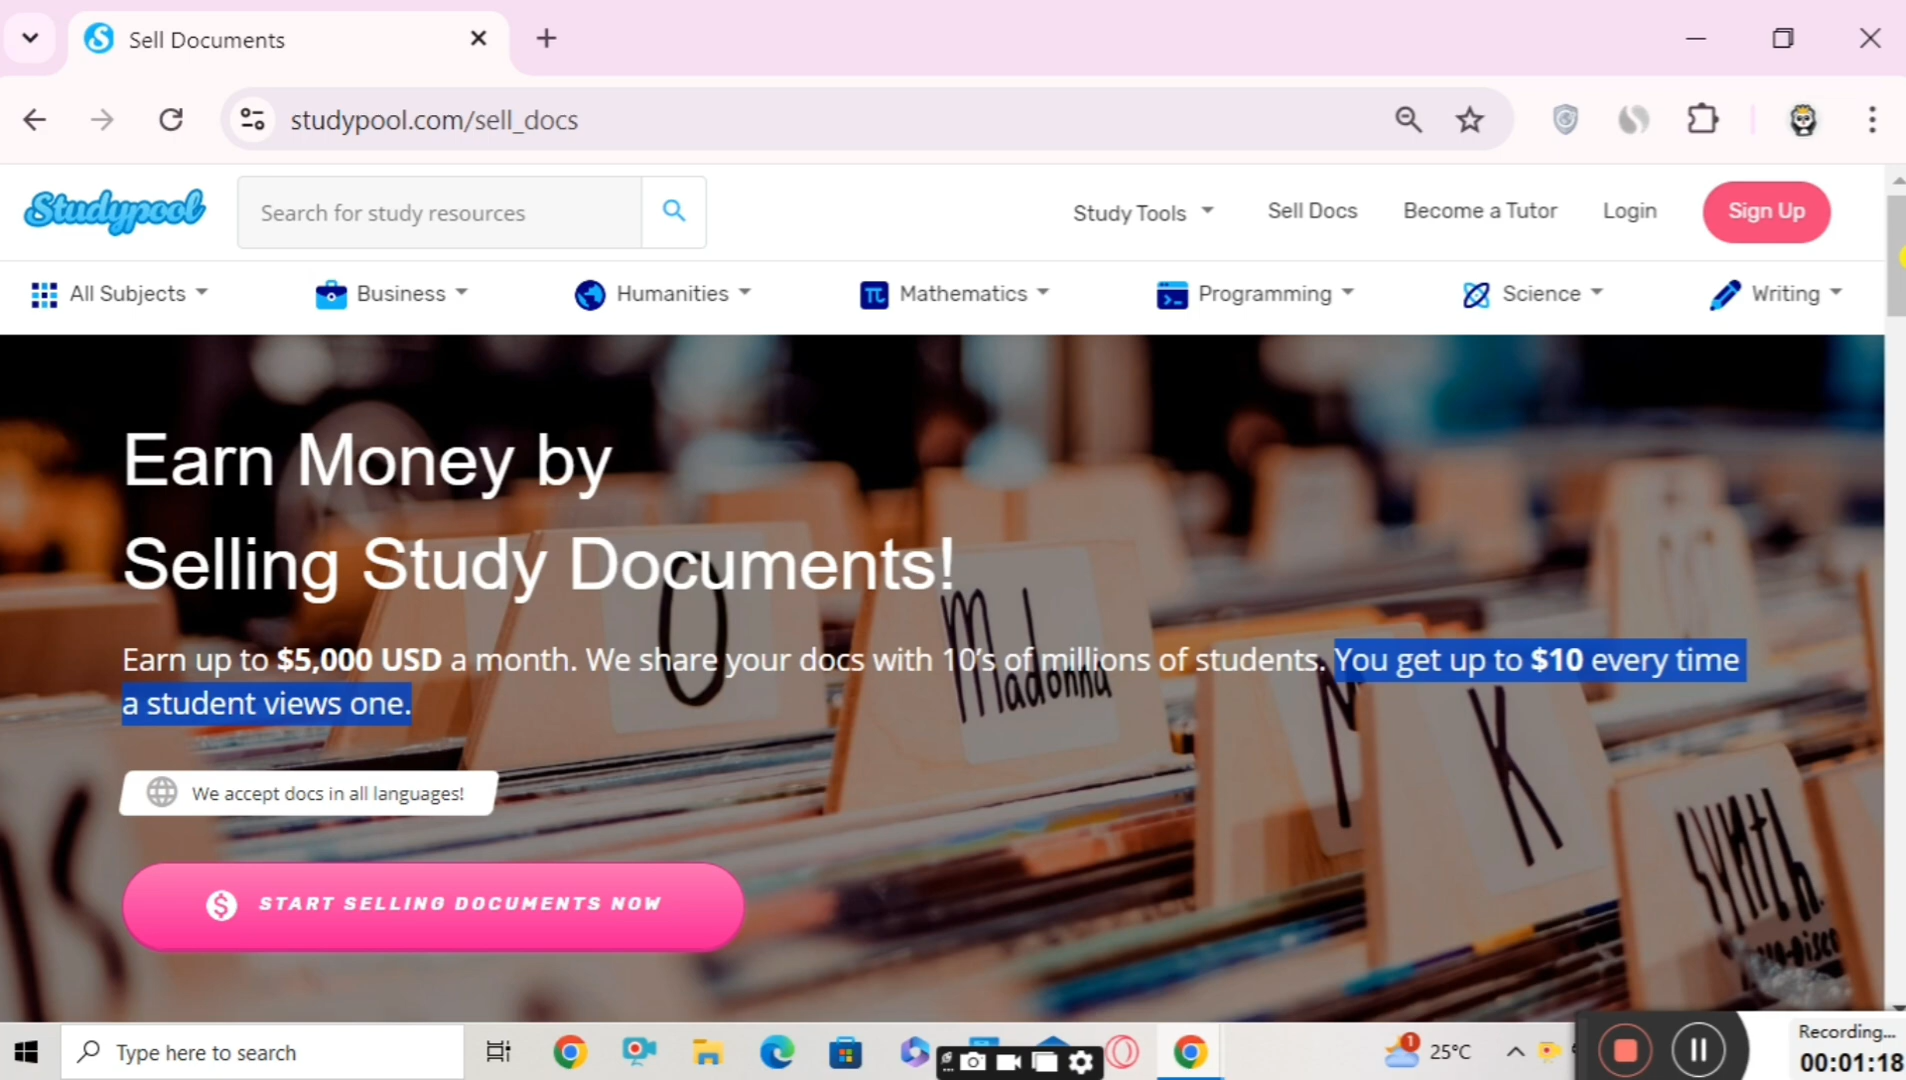 Sell Documents
studypool.com/sell_docs
Studypool
Search for study resources
Study Tools
Sell Docs
Become a Tutor
Login
Sign Up
All Subjects
Business
Humanities
Mathematics
Programming
Science
Writing
Earn Money by
Selling Study Documents!
Earn up to $5,000 USD a month. We share your docs with 10's of millions of students. You get up to $10 every time
a student views one.
O
Madonna
N
K
SYNTH
We accept docs in all languages!
START SELLING DOCUMENTS NOW
Type here to search
1
25°C
Recording...
00:01:18